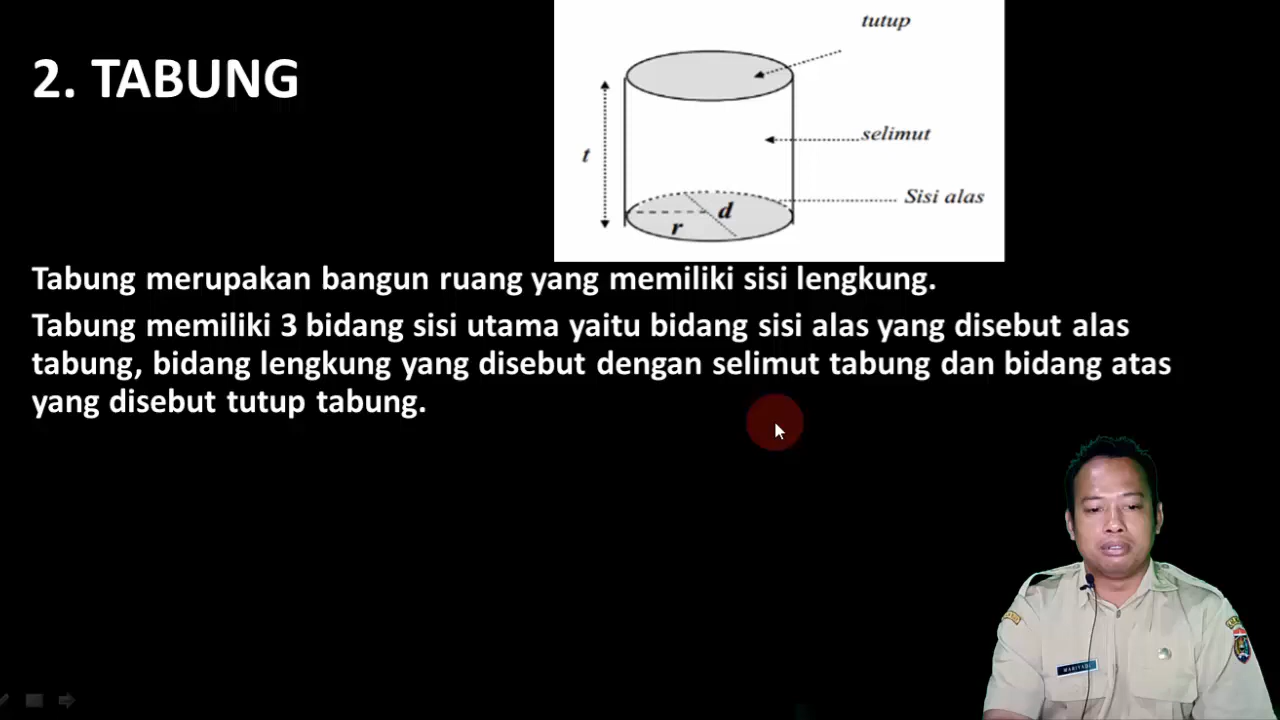 2. TABUNG
tutup
selimut
t
Sisi alas
d
r
Tabung merupakan bangun ruang yang memiliki sisi lengkung.
Tabung memiliki 3 bidang sisi utama yaitu bidang sisi alas yang disebut alas
tabung, bidang lengkung yang disebut dengan selimut tabung dan bidang atas
yang disebut tutup tabung.